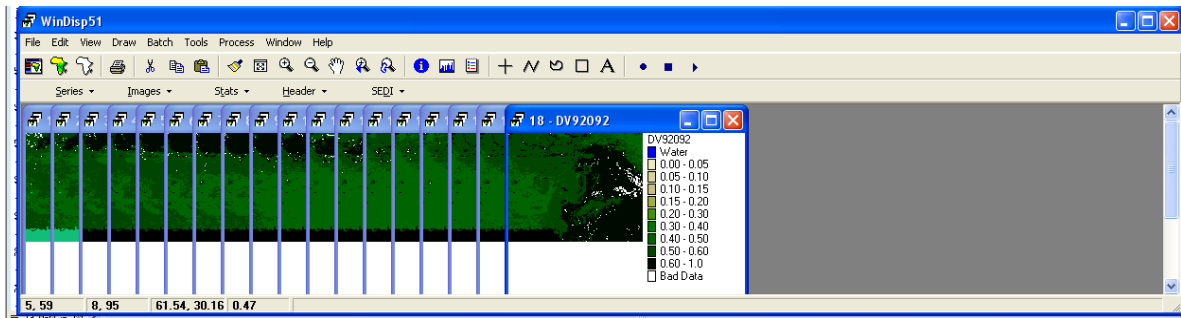 WinDisp51
File Edit View Draw Batch Tools Process Window Help
Series Images Stats Header SEDI
18 - DV92092
DV92092
Water
0.00 - 0.05
0.05 - 0.10
0.10 - 0.15
0.15 - 0.20
0.20 - 0.30
0.30 - 0.40
0.40 - 0.50
0.50 - 0.60
0.60 - 1.0
Bad Data
5, 59 8, 95 61.54, 30.16 0.47